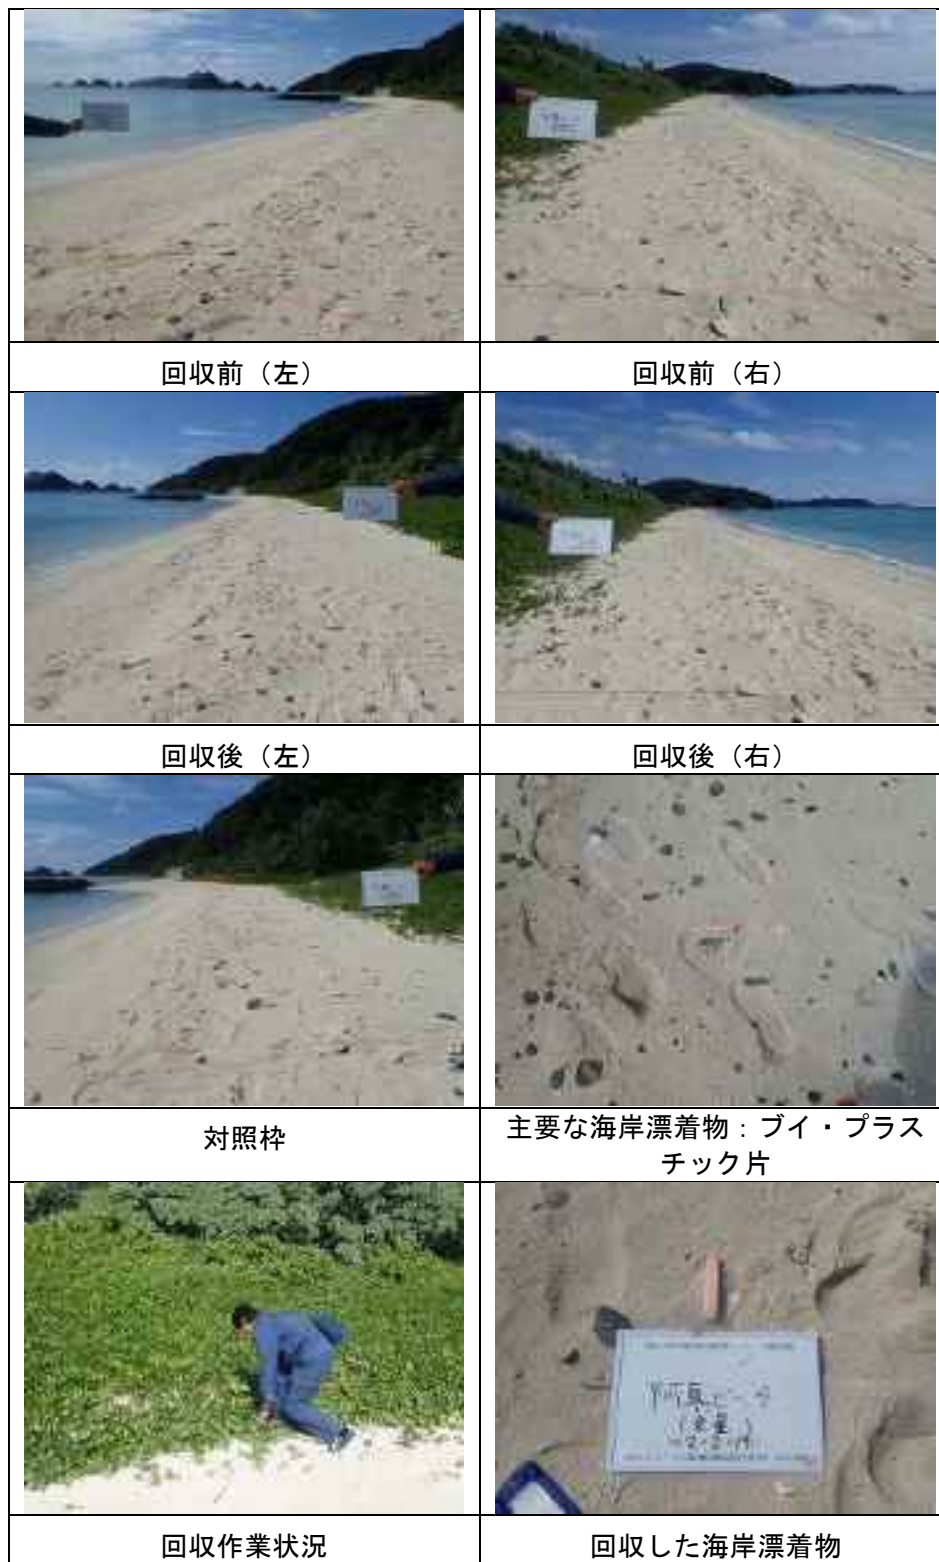 回収前（左）
回収前（右）
回収後（左）
回収後（右）
対照枠
主要な海岸漂着物：ブイ・プラス
チック片
回収作業状況
回収した海岸漂着物